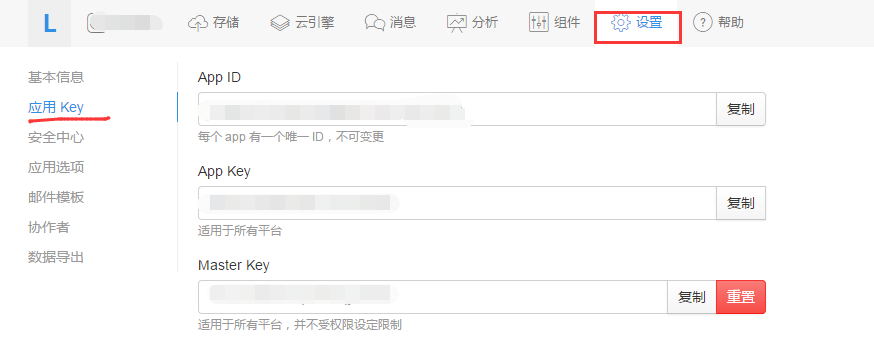 L 存储 云引擎 消息 分析 组件 设置 帮助
基本信息
应用 Key
安全中心
应用选项
邮件模板
协作者
数据导出
App ID
复制
每个 app 有一个唯一 ID，不可变更
App Key
复制
适用于所有平台
Master Key
复制 重置
适用于所有平台，并不受权限设定限制